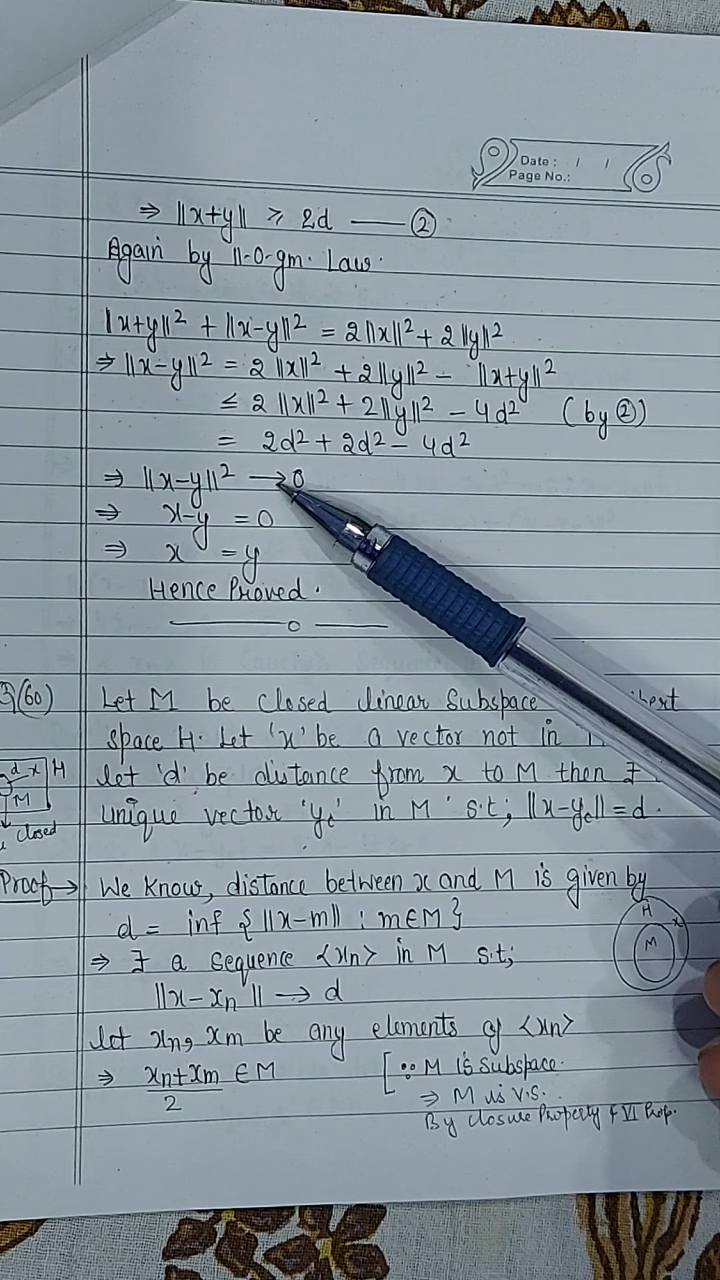 Date : / /
Page No.:
⇒ ||x+y|| ≥ 2d —— ②
Again by ||-o-gm. Law.
||x+y||² + ||x-y||² = 2||x||² + 2||y||²
⇒ ||x-y||² = 2||x||² + 2||y||² - ||x+y||²
≤ 2||x||² + 2||y||² - 4d² (by ②)
= 2d² + 2d² - 4d²
⇒ ||x-y||² → 0
⇒ x-y = 0
⇒ x = y
Hence Proved.
—— o ——
(60) Let M be closed linear Subspace
space H. Let 'x' be a vector not in
let 'd' be distance from x to M then ∃
unique vector in M s.t; = d.
d x H
M
closed
Proof → We know, distance between x and M is given by
d = inf {||x-m|| : m∈M}
⇒ ∃ a sequence <xn> in M s.t;
||x - xn|| → d
H
x
M
let xn, xm be any elements of <xn>
⇒ xn+xm ∈ M [∵ M is Subspace.
2 ⇒ M is V.S.
By closure Property & VI Prop.